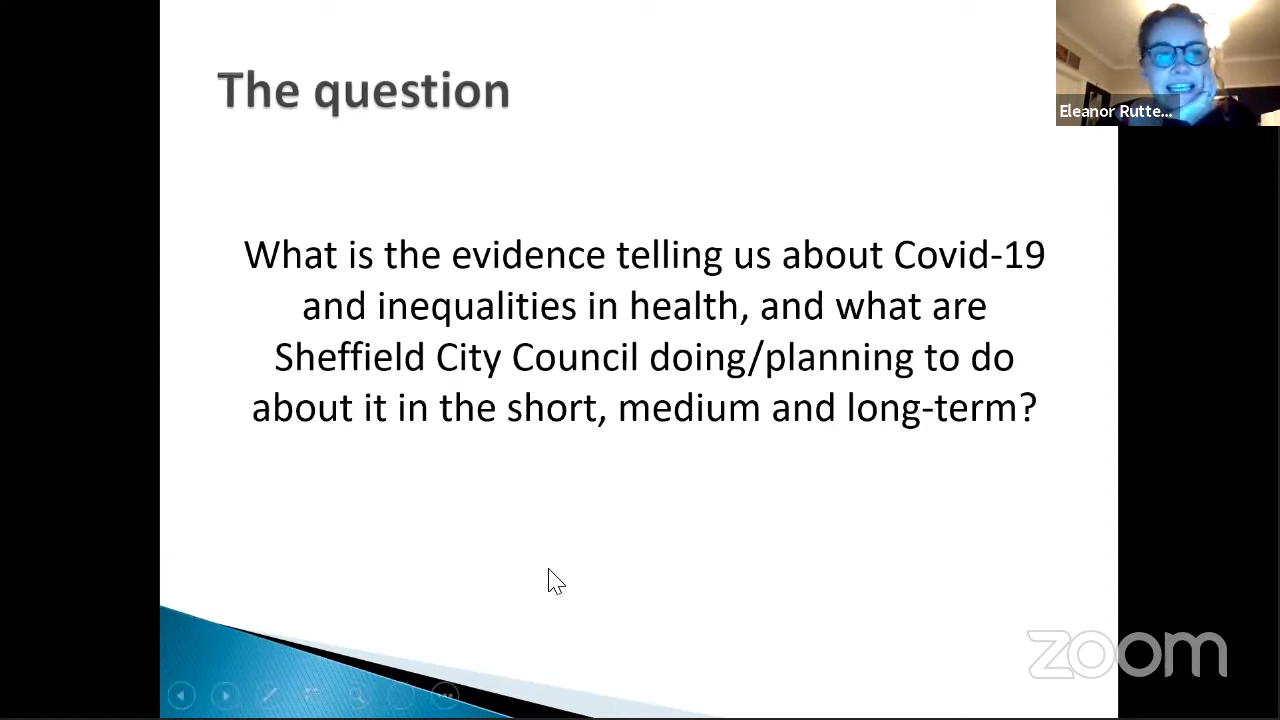 The question
Eleanor Rutte...
What is the evidence telling us about Covid-19
and inequalities in health, and what are
Sheffield City Council doing/planning to do
about it in the short, medium and long-term?
zoom